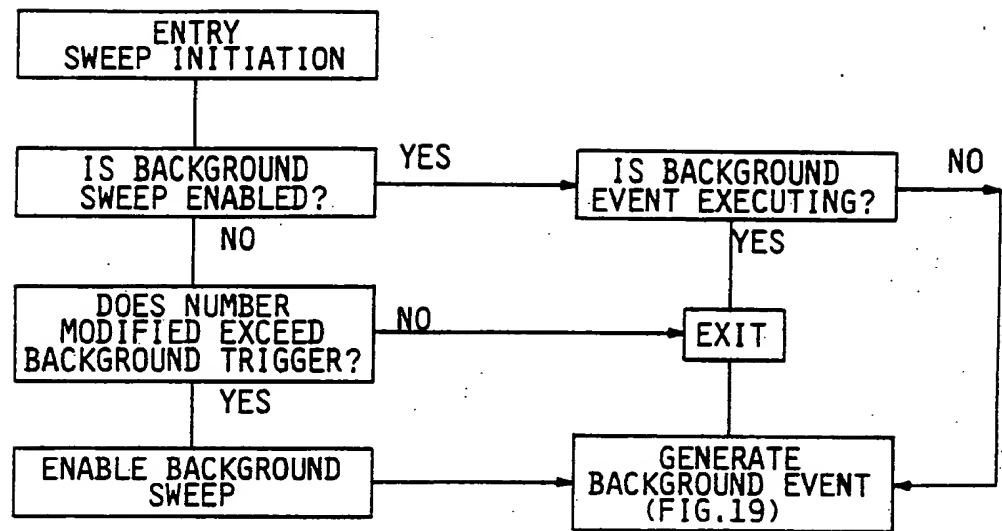 ENTRY
SWEEP INITIATION
IS BACKGROUND
SWEEP ENABLED?
YES
IS BACKGROUND
EVENT EXECUTING?
NO
NO
YES
DOES NUMBER
MODIFIED EXCEED
BACKGROUND TRIGGER?
NO
EXIT
YES
ENABLE BACKGROUND
SWEEP
GENERATE
BACKGROUND EVENT
(FIG.19)